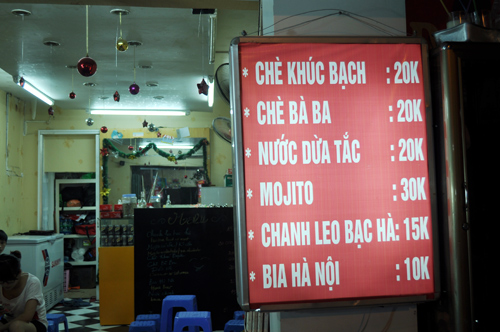 * CHÈ KHÚC BẠCH : 20K
* CHÈ BÀ BA : 20K
* NƯỚC DỪA TẮC : 20K
* MOJITO : 30K
* CHANH LEO BẠC HÀ: 15K
* BIA HÀ NỘI : 10K